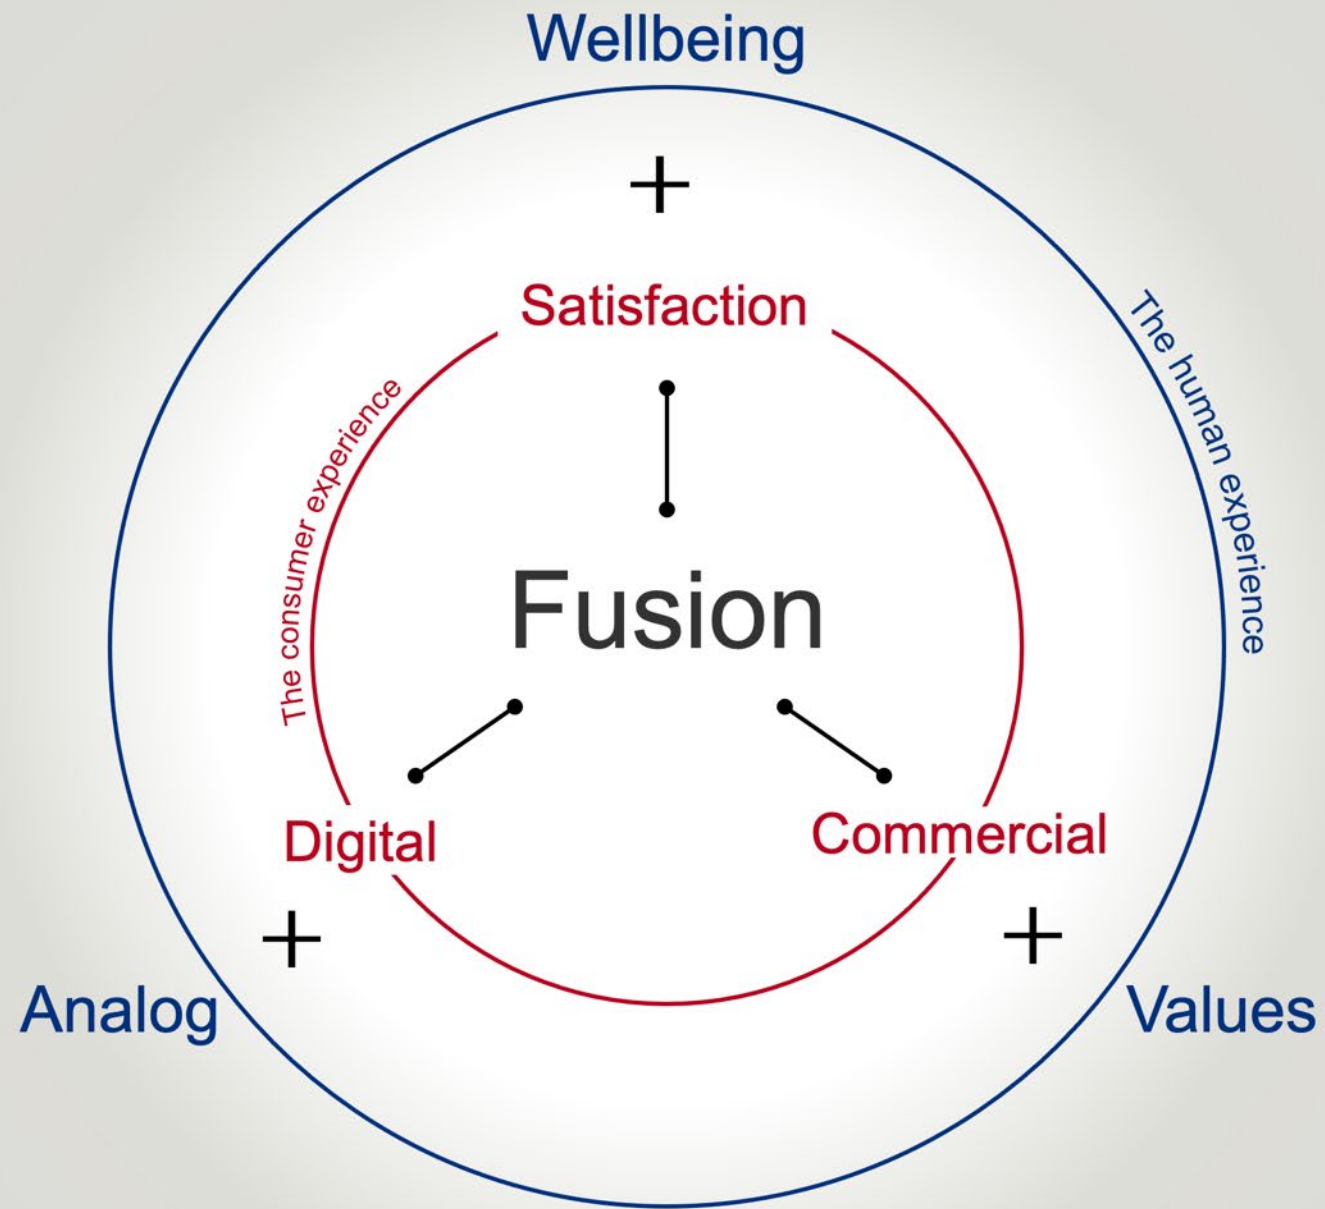 Wellbeing
+
Satisfaction
The human experience
The consumer experience
Fusion
Digital
Commercial
+
+
Analog
Values